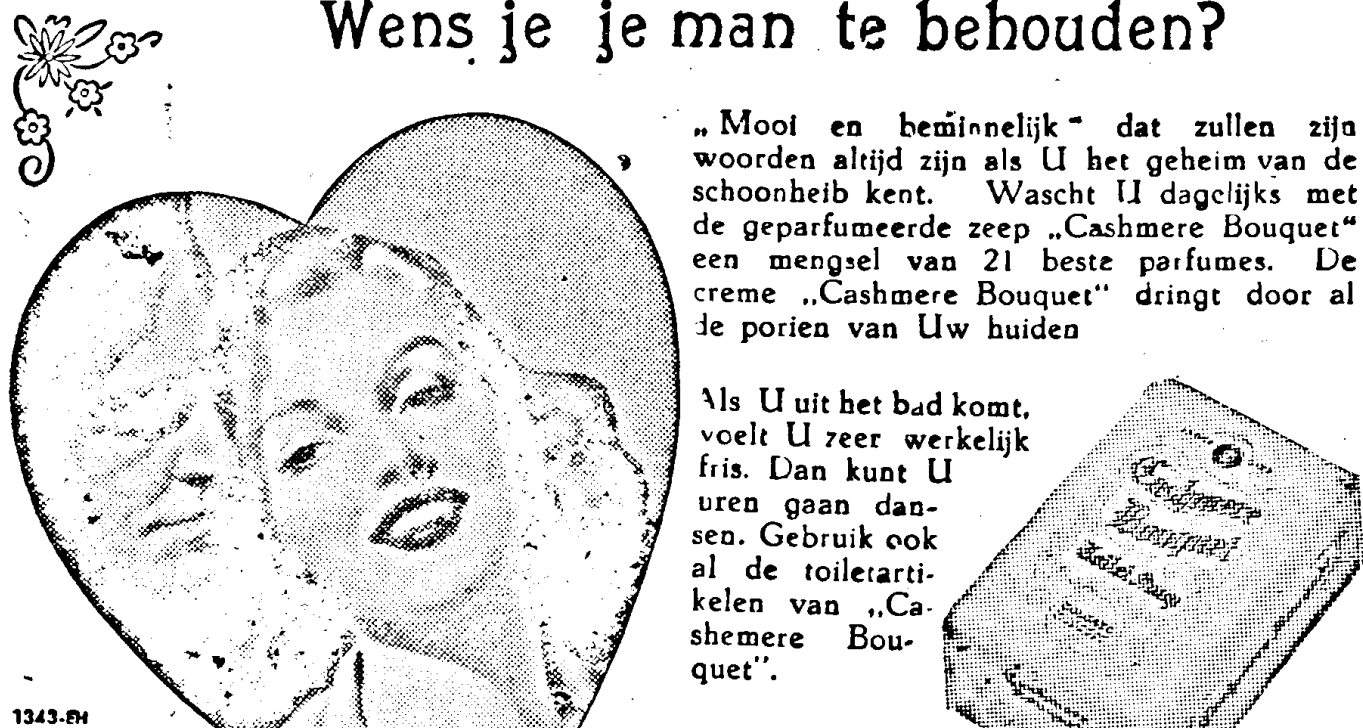 Wens je je man te behouden?
„ Mooi en beminnelijk " dat zullen zijn
woorden altijd zijn als U het geheim van de
schoonheib kent. Wascht U dagelijks met
de geparfumeerde zeep „Cashmere Bouquet“
een mengsel van 21 beste parfumes. De
creme „Cashmere Bouquet" dringt door al
de porien van Uw huiden
Als U uit het bad komt,
voelt U zeer werkelijk
fris. Dan kunt U
uren gaan dan-
sen. Gebruik ook
al de toiletarti-
kelen van „Ca-
shemere Bou-
quet".
Cashmere
Bouquet
1343-EH